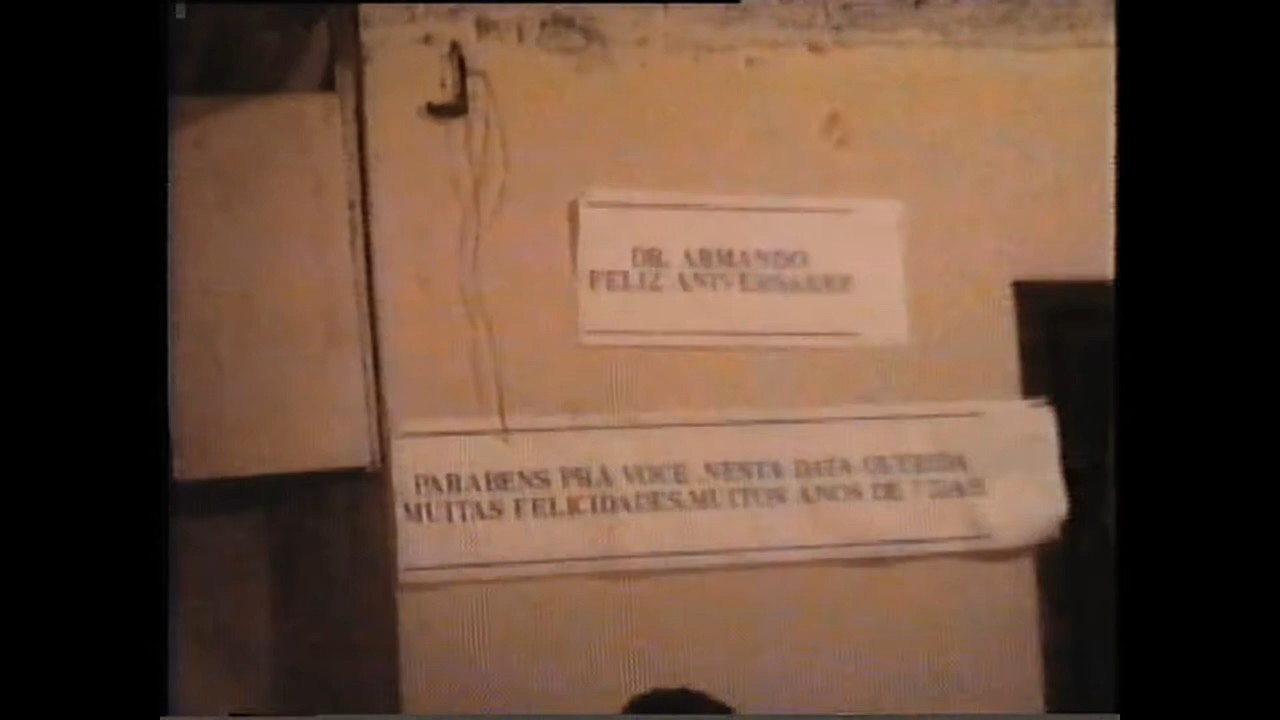 DR. ARMANDO
FELIZ ANIVERSARIO
PARABENS PRA VOCE NESTA DATA QUERIDA
MUITAS FELICIDADES,MUITOS ANOS DE VIDA!!!